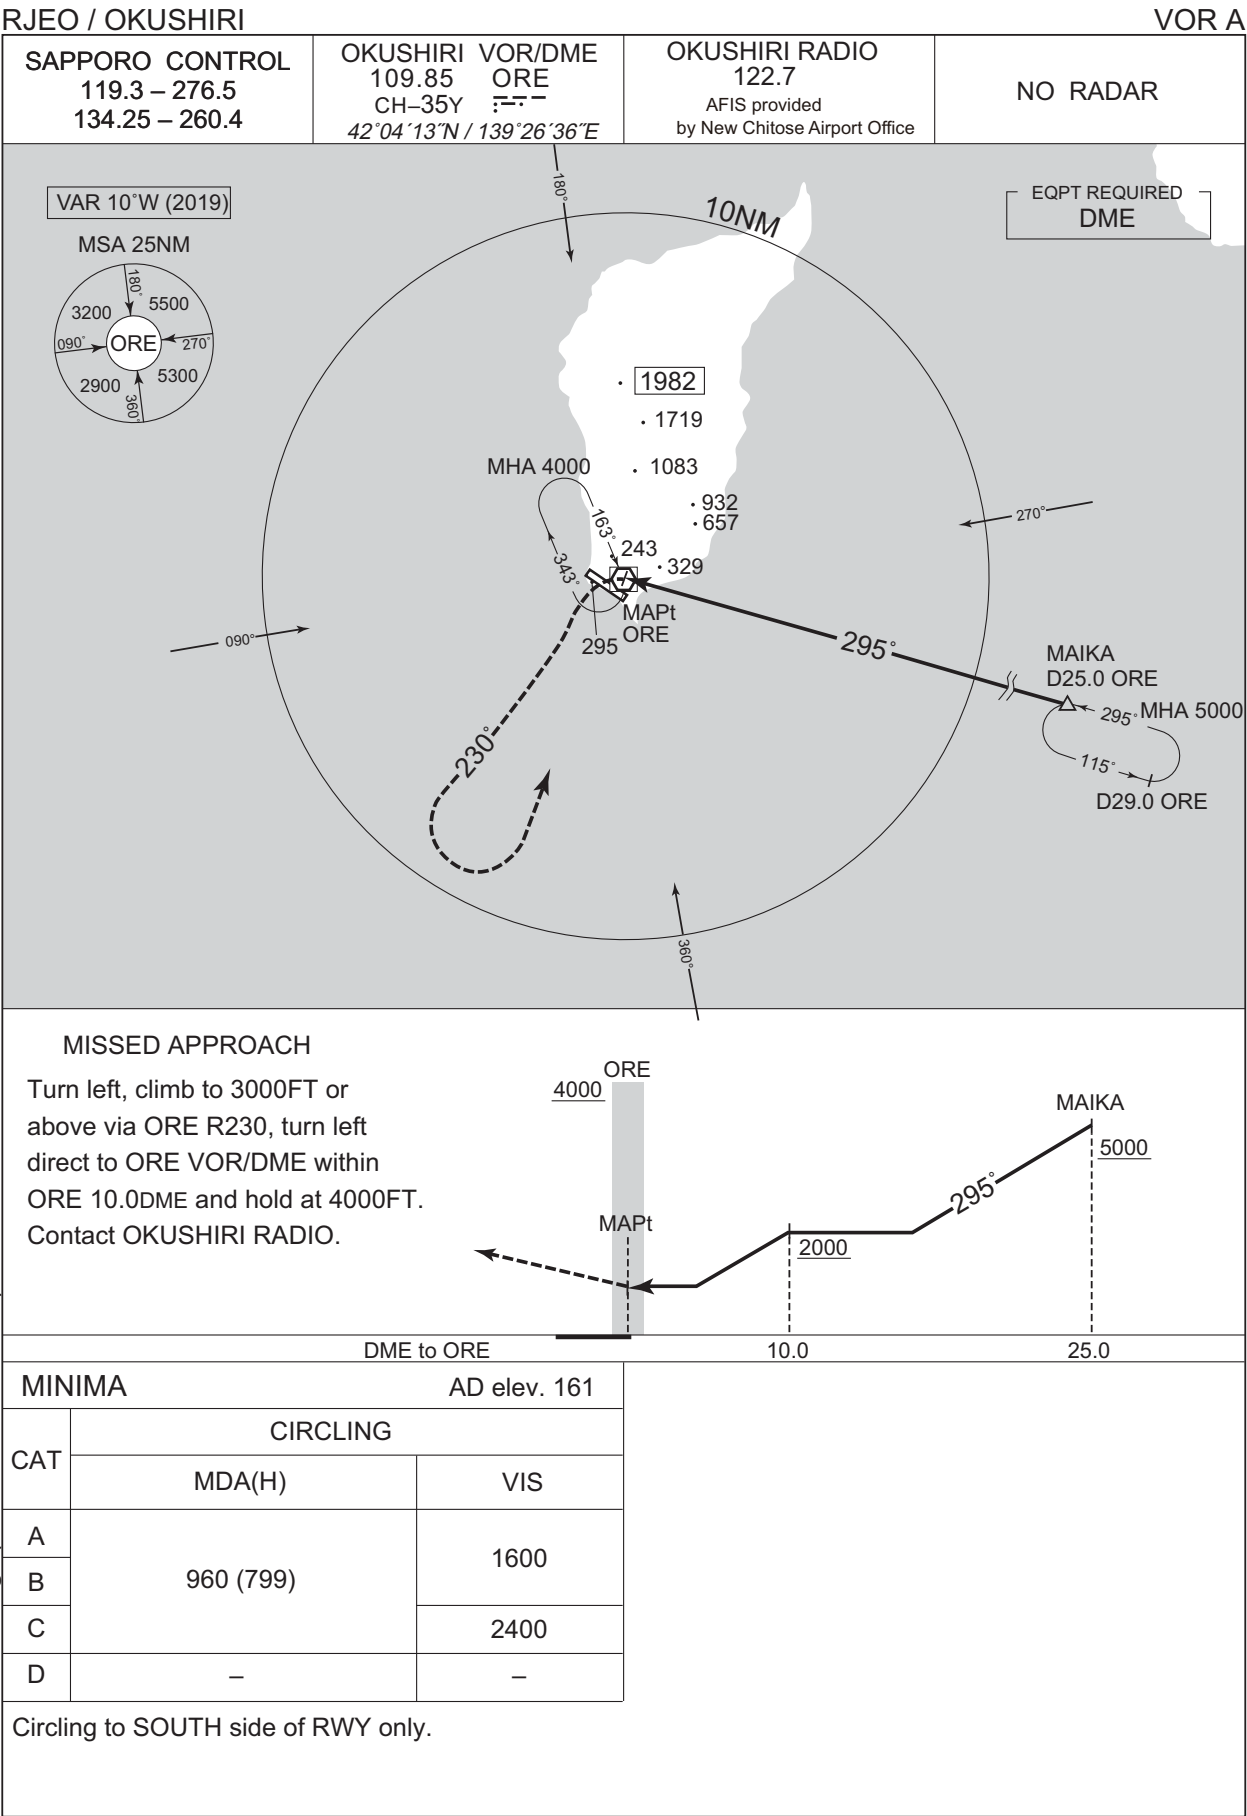 RJEO / OKUSHIRI
VOR A
SAPPORO CONTROL
119.3 – 276.5
134.25 – 260.4
OKUSHIRI VOR/DME
109.85 ORE
CH–35Y
42˚04´13˝N / 139˚26´36˝E
OKUSHIRI RADIO
122.7
AFIS provided
by New Chitose Airport Office
NO RADAR
VAR 10˚W (2019)
MSA 25NM
180˚
3200
5500
090˚
ORE
270˚
2900
5300
360˚
180˚
10NM
EQPT REQUIRED
DME
1982
1719
MHA 4000
1083
932
657
163˚
343˚
243
329
270˚
MAPt
ORE
295
090˚
295˚
MAIKA
D25.0 ORE
295˚
MHA 5000
115˚
D29.0 ORE
230˚
360˚
MISSED APPROACH
Turn left, climb to 3000FT or
above via ORE R230, turn left
direct to ORE VOR/DME within
ORE 10.0DME and hold at 4000FT.
Contact OKUSHIRI RADIO.
ORE
4000
MAIKA
5000
295˚
MAPt
2000
DME to ORE
10.0
25.0
MINIMA
AD elev. 161
CAT
CIRCLING
MDA(H)
VIS
A
1600
B
960 (799)
C
2400
D
–
–
Circling to SOUTH side of RWY only.